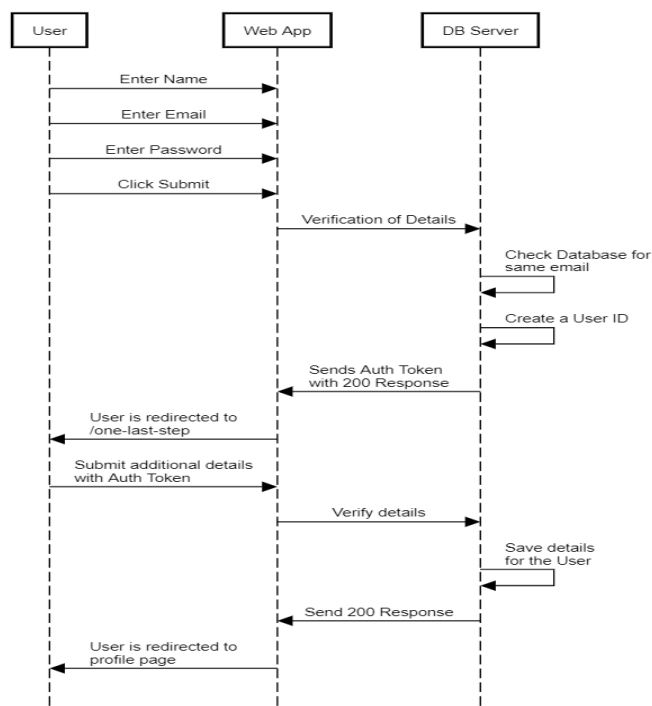 User Web App DB Server
Enter Name
Enter Email
Enter Password
Click Submit
Verification of Details
Check Database for
same email
Create a User ID
Sends Auth Token
with 200 Response
User is redirected to
/one-last-step
Submit additional details
with Auth Token
Verify details
Save details
for the User
Send 200 Response
User is redirected to
profile page